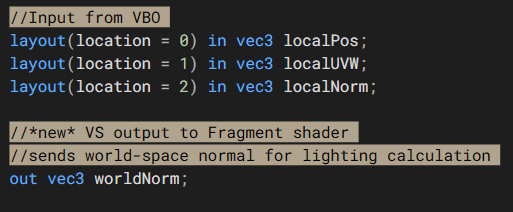 //Input from VBO
layout(location = 0) in vec3 localPos;
layout(location = 1) in vec3 localUVW;
layout(location = 2) in vec3 localNorm;
//*new* VS output to Fragment shader
//sends world-space normal for lighting calculation
out vec3 worldNorm;